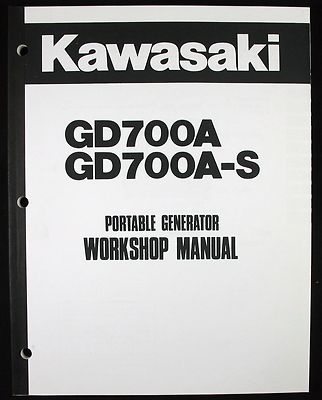 Kawasaki
GD700A
GD700A-S
PORTABLE GENERATOR
WORKSHOP MANUAL